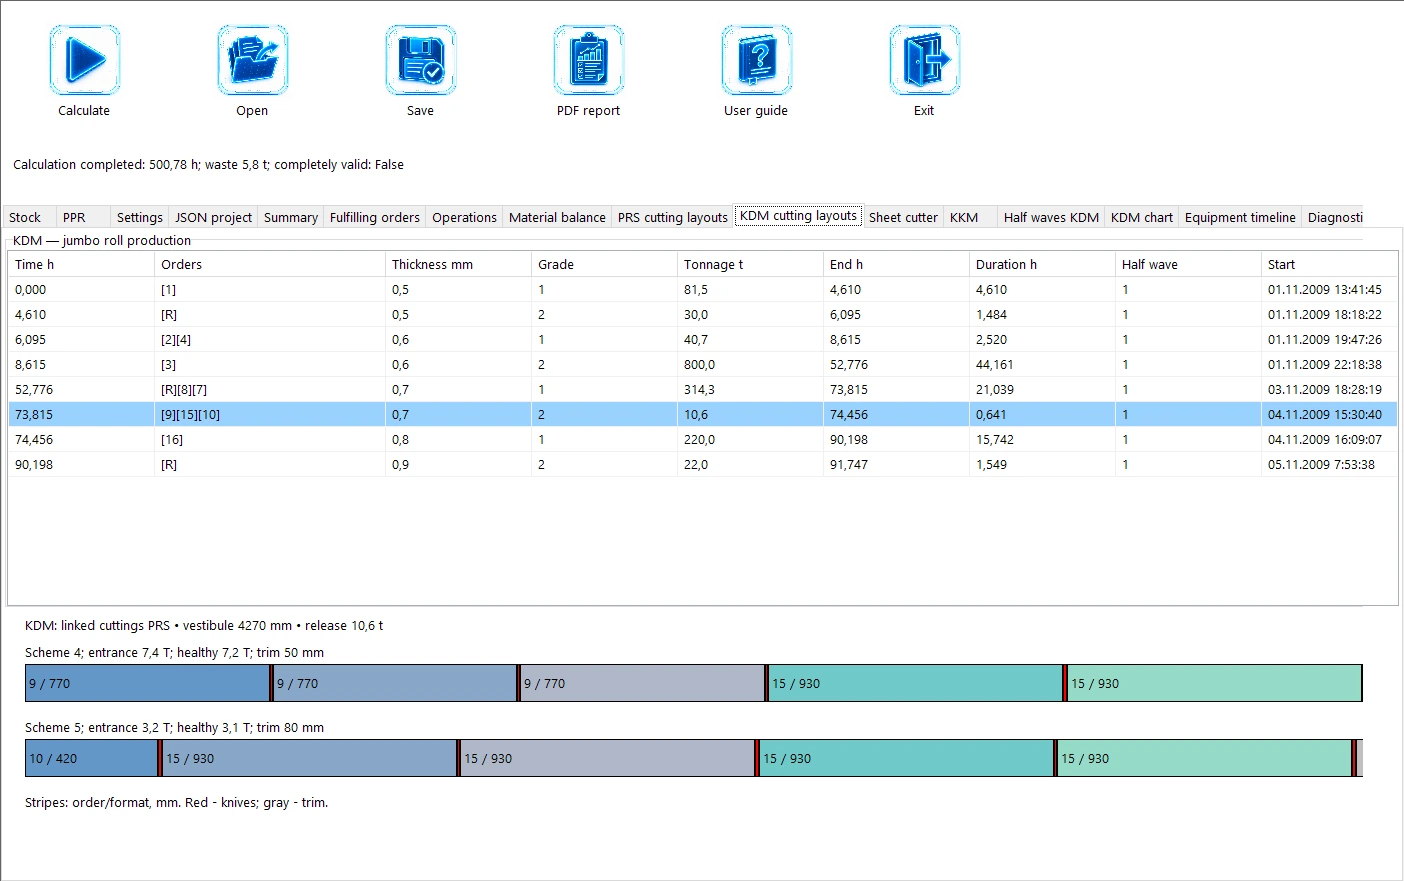 Calculate Open Save PDF report User guide Exit
Calculation completed: 500,78 h; waste 5,8 t; completely valid: False
Stock PPR Settings JSON project Summary Fulfilling orders Operations Material balance PRS cutting layouts KDM cutting layouts Sheet cutter KKM Half waves KDM KDM chart Equipment timeline Diagnosti
KDM — jumbo roll production
Time h Orders Thickness mm Grade Tonnage t End h Duration h Half wave Start
0,000 [1] 0,5 1 81,5 4,610 4,610 1 01.11.2009 13:41:45
4,610 [R] 0,5 2 30,0 6,095 1,484 1 01.11.2009 18:18:22
6,095 [2][4] 0,6 1 40,7 8,615 2,520 1 01.11.2009 19:47:26
8,615 [3] 0,6 2 800,0 52,776 44,161 1 01.11.2009 22:18:38
52,776 [R][8][7] 0,7 1 314,3 73,815 21,039 1 03.11.2009 18:28:19
73,815 [9][15][10] 0,7 2 10,6 74,456 0,641 1 04.11.2009 15:30:40
74,456 [16] 0,8 1 220,0 90,198 15,742 1 04.11.2009 16:09:07
90,198 [R] 0,9 2 22,0 91,747 1,549 1 05.11.2009 7:53:38
KDM: linked cuttings PRS • vestibule 4270 mm • release 10,6 t
Scheme 4; entrance 7,4 T; healthy 7,2 T; trim 50 mm
9 / 770 9 / 770 9 / 770 15 / 930 15 / 930
Scheme 5; entrance 3,2 T; healthy 3,1 T; trim 80 mm
10 / 420 15 / 930 15 / 930 15 / 930 15 / 930
Stripes: order/format, mm. Red - knives; gray - trim.